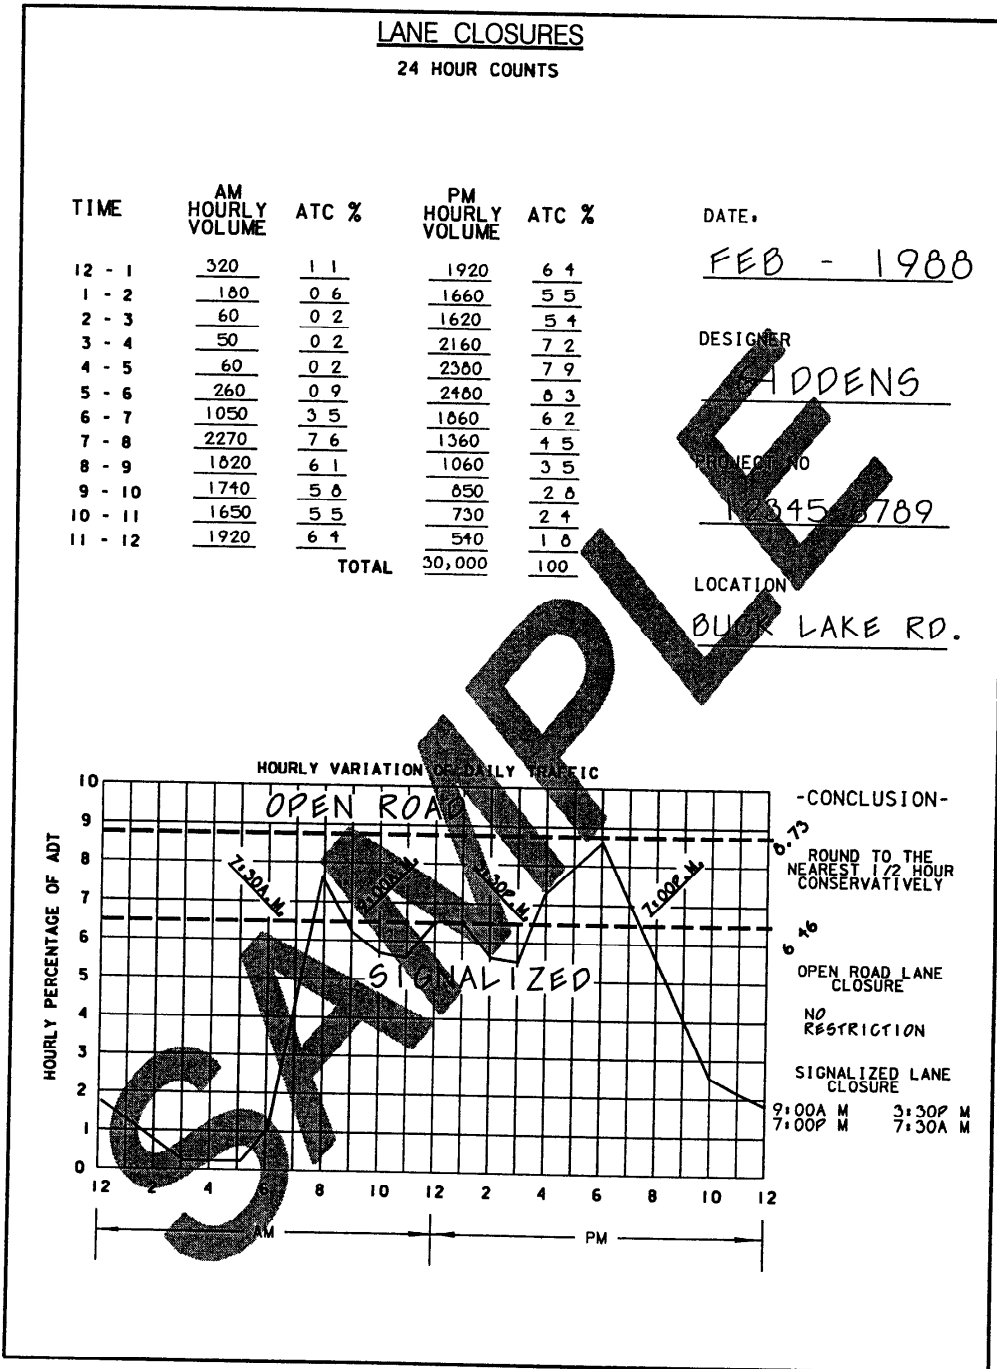 LANE CLOSURES
24 HOUR COUNTS
TIME AM HOURLY VOLUME ATC % PM HOURLY VOLUME ATC %
12 - 1 320 1 1 1920 6 4
1 - 2 180 0 6 1660 5 5
2 - 3 60 0 2 1620 5 4
3 - 4 50 0 2 2160 7 2
4 - 5 60 0 2 2380 7 9
5 - 6 260 0 9 2480 8 3
6 - 7 1050 3 5 1860 6 2
7 - 8 2270 7 6 1360 4 5
8 - 9 1820 6 1 1060 3 5
9 - 10 1740 5 8 850 2 8
10 - 11 1650 5 5 730 2 4
11 - 12 1920 6 4 540 1 8
TOTAL 30,000 100
DATE:
FEB - 1988
DESIGNER
DDENS
PROJECT NO
12345 6789
LOCATION
BUCK LAKE RD.
SAMPLE
HOURLY VARIATION OF DAILY TRAFFIC
HOURLY PERCENTAGE OF ADT
10
9
8
7
6
5
4
3
2
1
0
OPEN ROAD
7:30A.M.
9:00A.M.
3:30P.M.
7:00P.M.
SIGNALIZED
12 2 4 6 8 10 12 2 4 6 8 10 12
AM PM
-CONCLUSION-
8.73
ROUND TO THE
NEAREST 1/2 HOUR
CONSERVATIVELY
6.46
OPEN ROAD LANE
CLOSURE
NO
RESTRICTION
SIGNALIZED LANE
CLOSURE
9:00A M 3:30P M
7:00P M 7:30A M